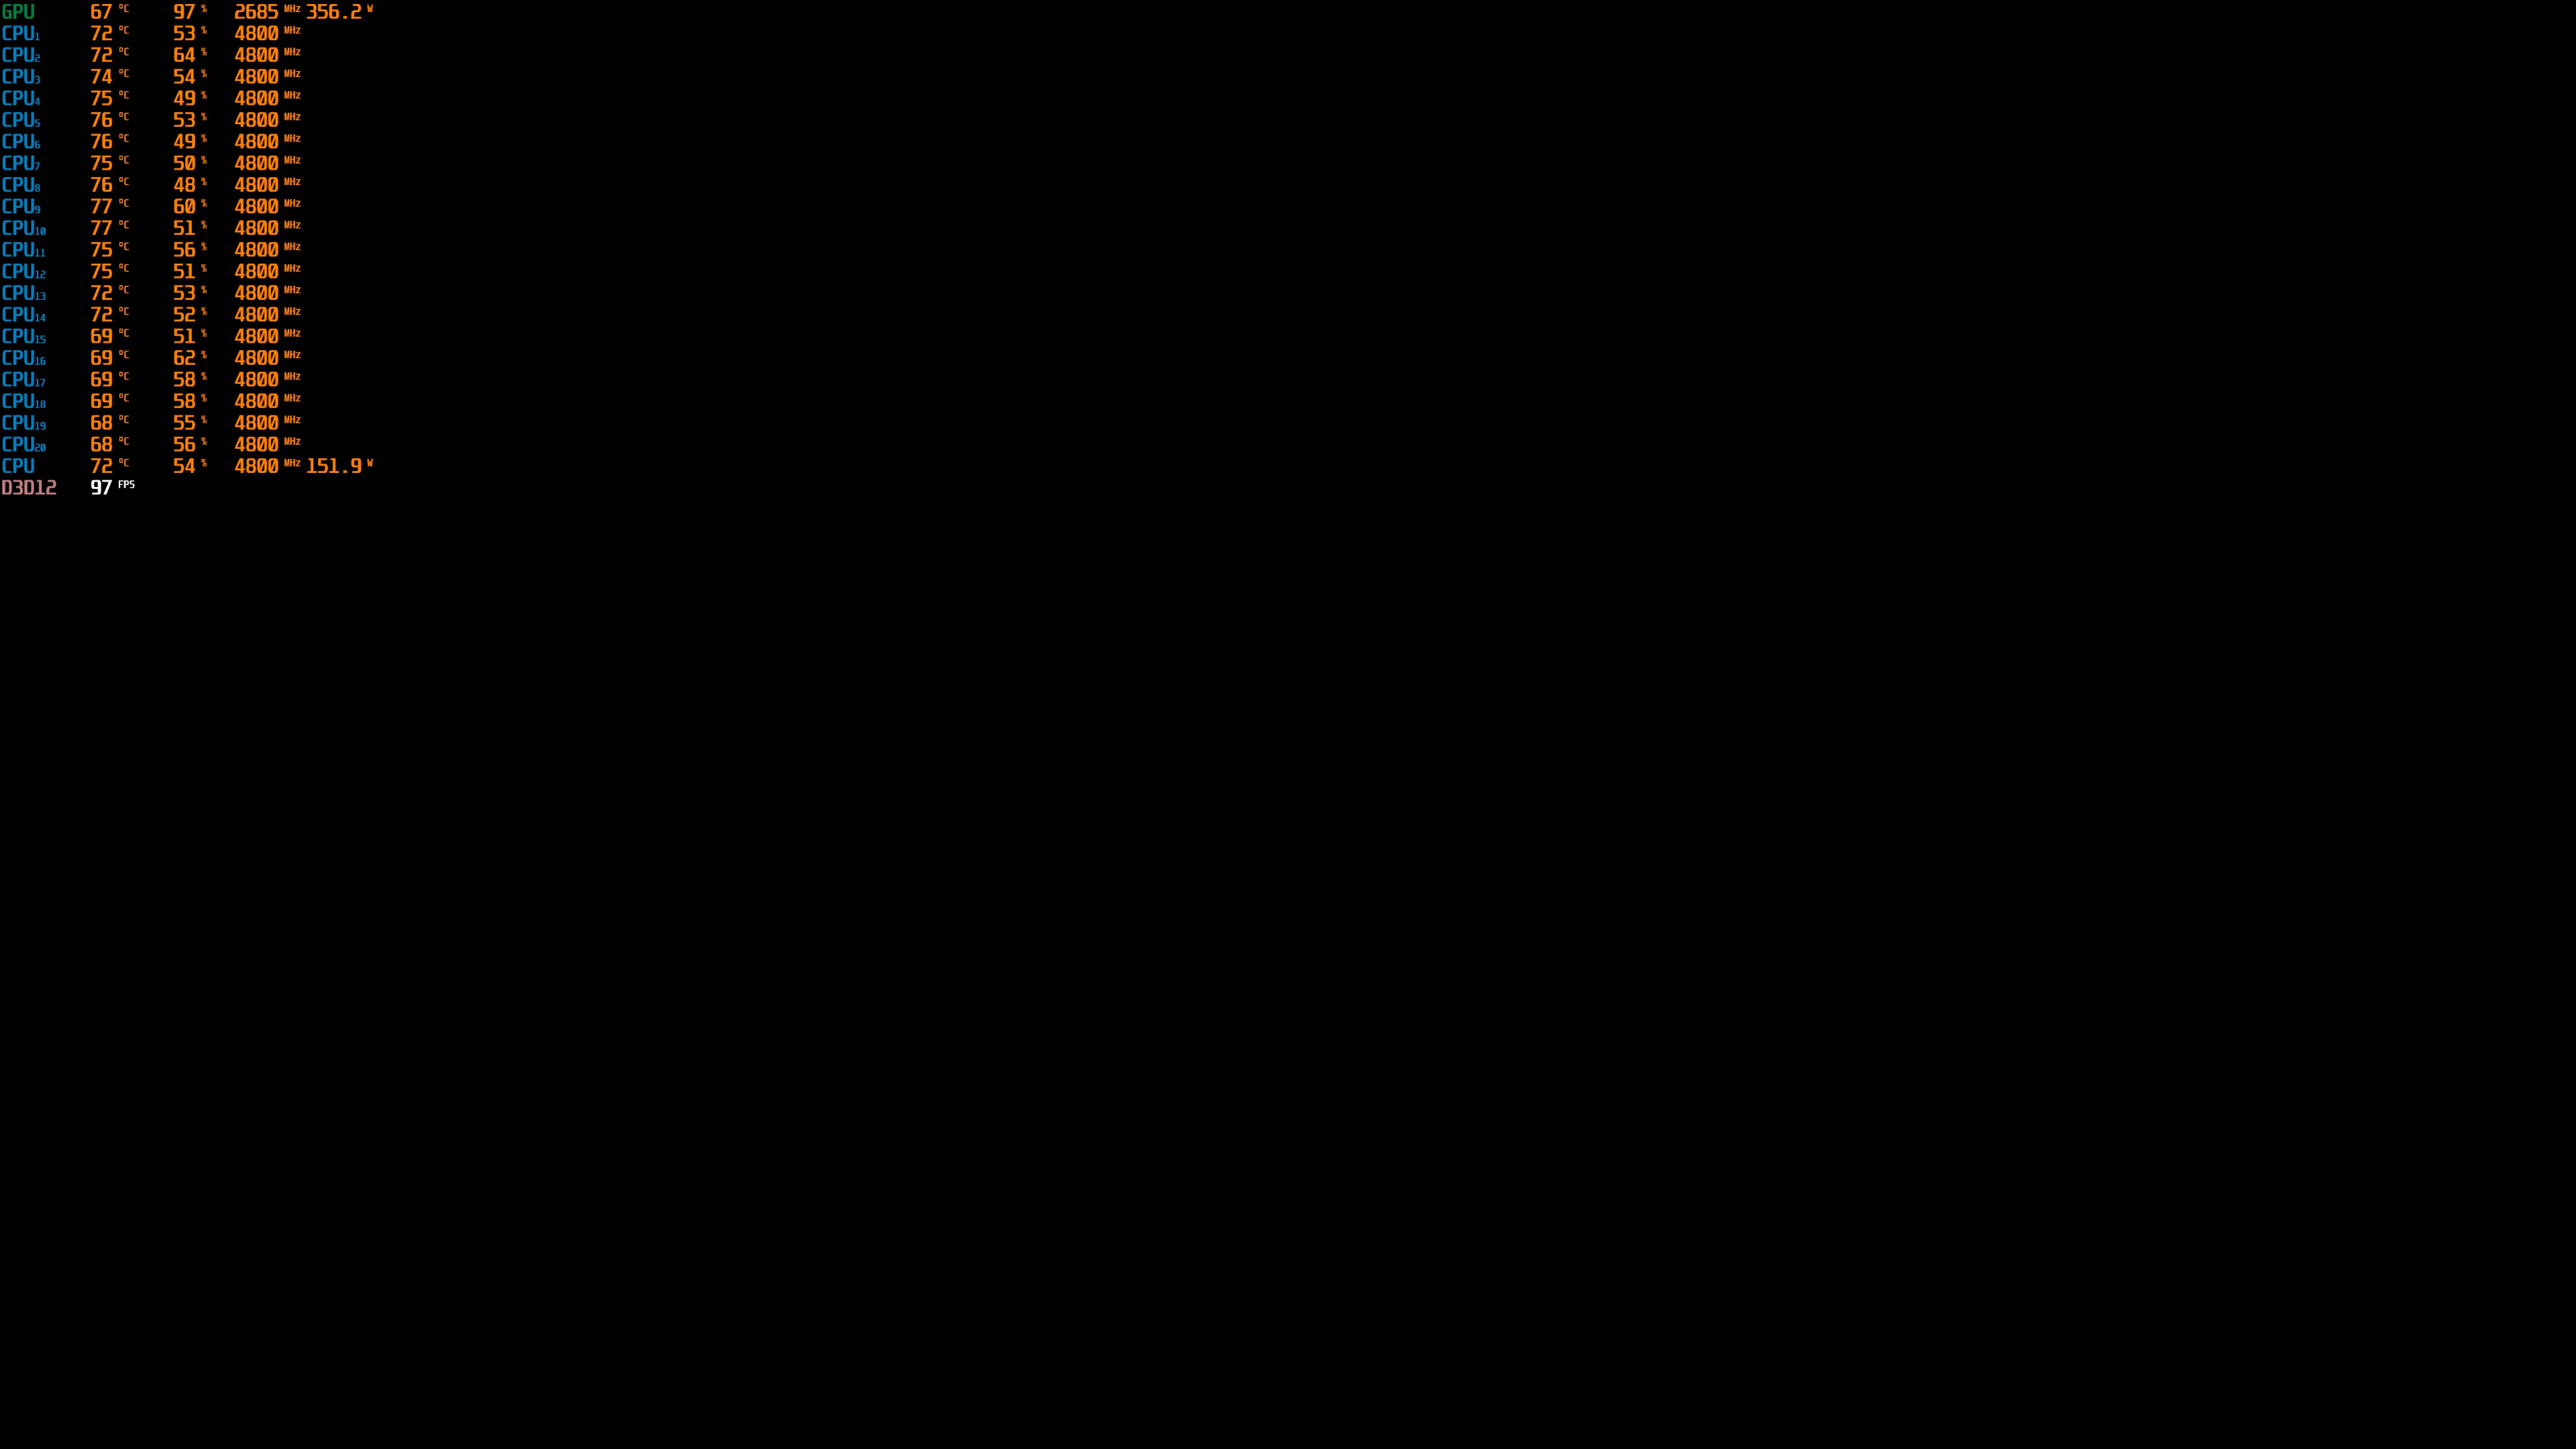 GPU 67 °C 97 % 2685 MHz 356.2 W
CPU1 72 °C 53 % 4800 MHz
CPU2 72 °C 64 % 4800 MHz
CPU3 74 °C 54 % 4800 MHz
CPU4 75 °C 49 % 4800 MHz
CPU5 76 °C 53 % 4800 MHz
CPU6 76 °C 49 % 4800 MHz
CPU7 75 °C 50 % 4800 MHz
CPU8 76 °C 48 % 4800 MHz
CPU9 77 °C 60 % 4800 MHz
CPU10 77 °C 51 % 4800 MHz
CPU11 75 °C 56 % 4800 MHz
CPU12 75 °C 51 % 4800 MHz
CPU13 72 °C 53 % 4800 MHz
CPU14 72 °C 52 % 4800 MHz
CPU15 69 °C 51 % 4800 MHz
CPU16 69 °C 62 % 4800 MHz
CPU17 69 °C 58 % 4800 MHz
CPU18 69 °C 58 % 4800 MHz
CPU19 68 °C 55 % 4800 MHz
CPU20 68 °C 56 % 4800 MHz
CPU 72 °C 54 % 4800 MHz 151.9 W
D3D12 97 FPS